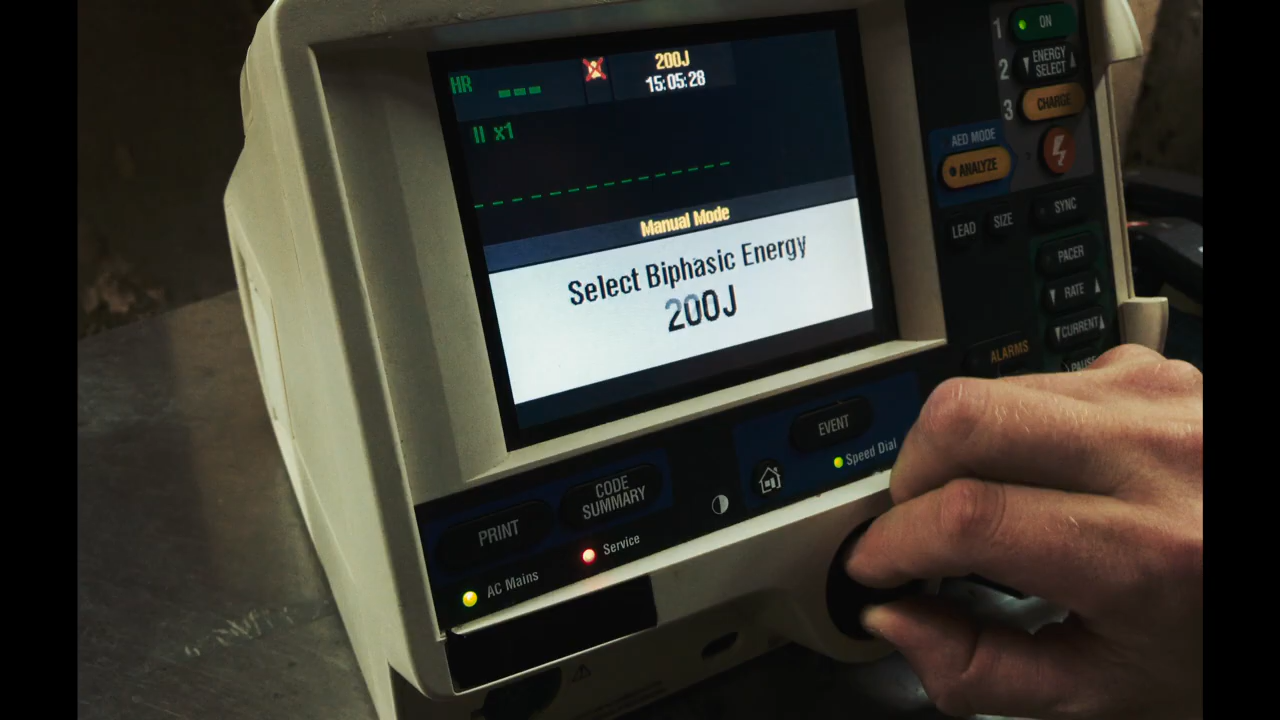 HR ---
200J
15:05:28
II x1
Manual Mode
Select Biphasic Energy
200J
1
ON
2
ENERGY
SELECT
3
CHARGE
AED MODE
ANALYZE
LEAD
SIZE
SYNC
PACER
RATE
CURRENT
PAUSE
ALARMS
EVENT
Speed Dial
CODE
SUMMARY
PRINT
Service
AC Mains